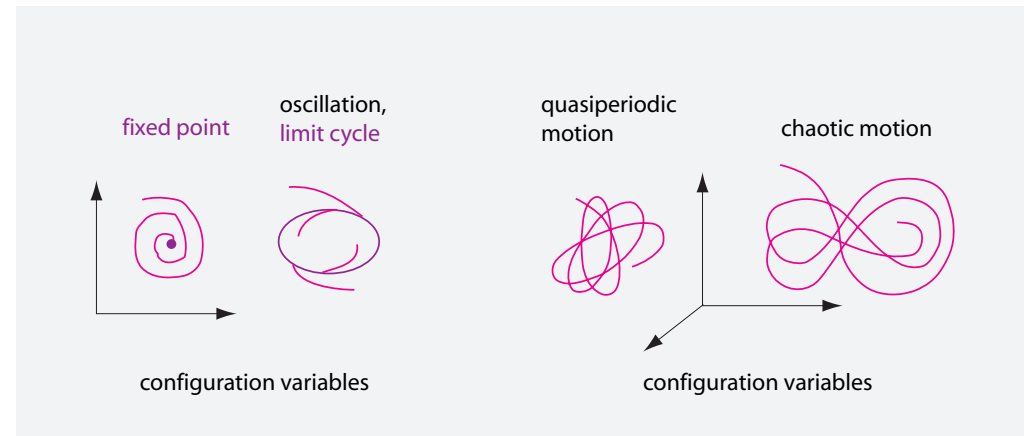 fixed point
oscillation,
limit cycle
quasiperiodic
motion
chaotic motion
configuration variables
configuration variables